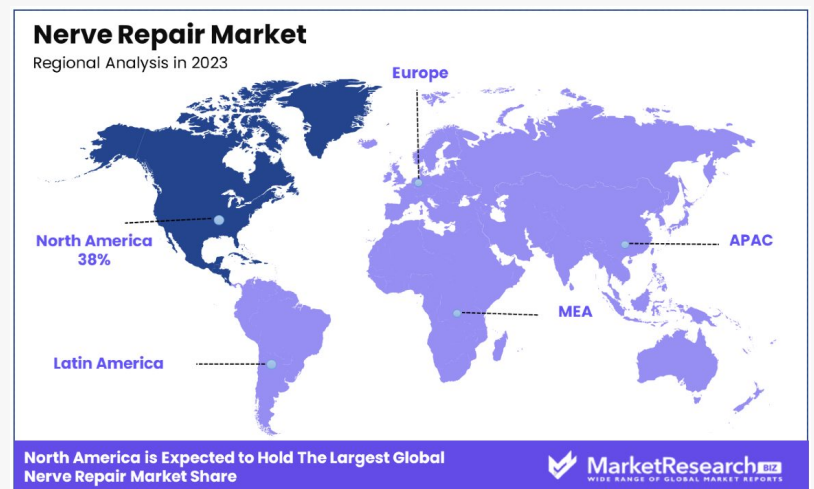 Nerve Repair Market
Regional Analysis in 2023
Europe
North America
38%
APAC
MEA
Latin America
North America is Expected to Hold The Largest Global
Nerve Repair Market Share
MarketResearch BIZ
WIDE RANGE OF GLOBAL MARKET REPORTS